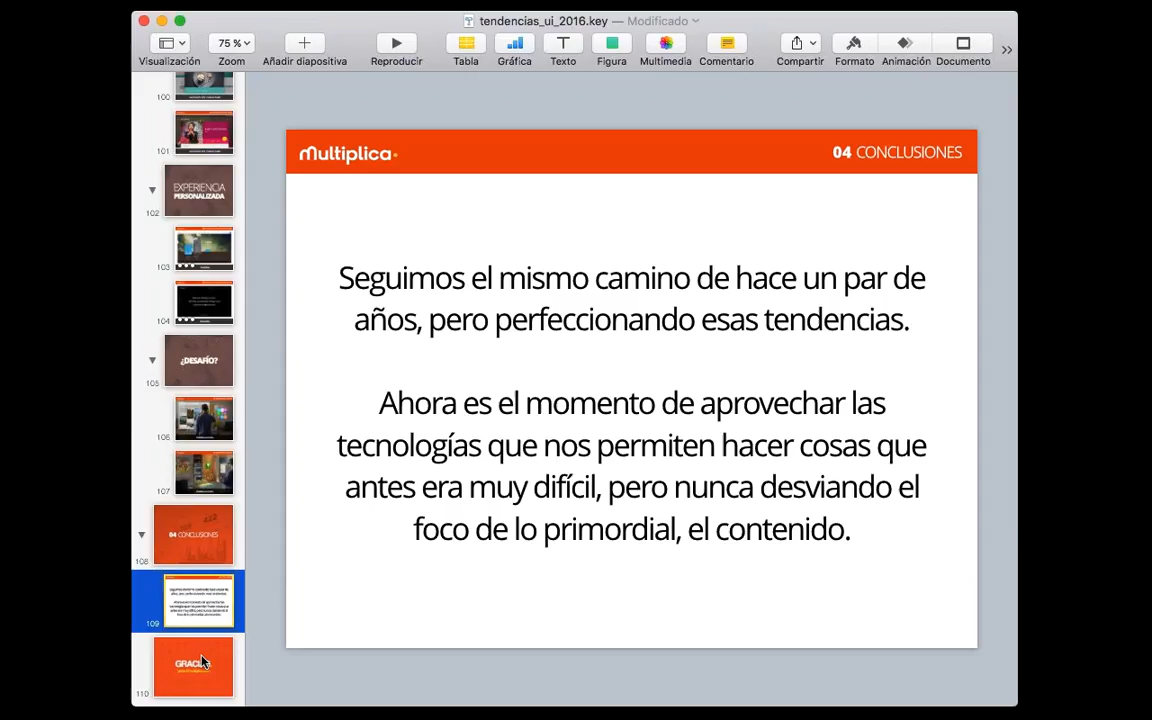 tendencias_ui_2016.key — Modificado
75 %
Visualización
Zoom
Añadir diapositiva
Reproducir
Tabla
Gráfica
Texto
Figura
Multimedia
Comentario
Compartir
Formato
Animación
Documento
100
101
EXPERIENCIA
PERSONALIZADA
102
103
104
¿DESAFÍO?
105
106
107
04 CONCLUSIONES
108
109
GRACIAS
110
Multiplica
04 CONCLUSIONES
Seguimos el mismo camino de hace un par de
años, pero perfeccionando esas tendencias.
Ahora es el momento de aprovechar las
tecnologías que nos permiten hacer cosas que
antes era muy difícil, pero nunca desviando el
foco de lo primordial, el contenido.